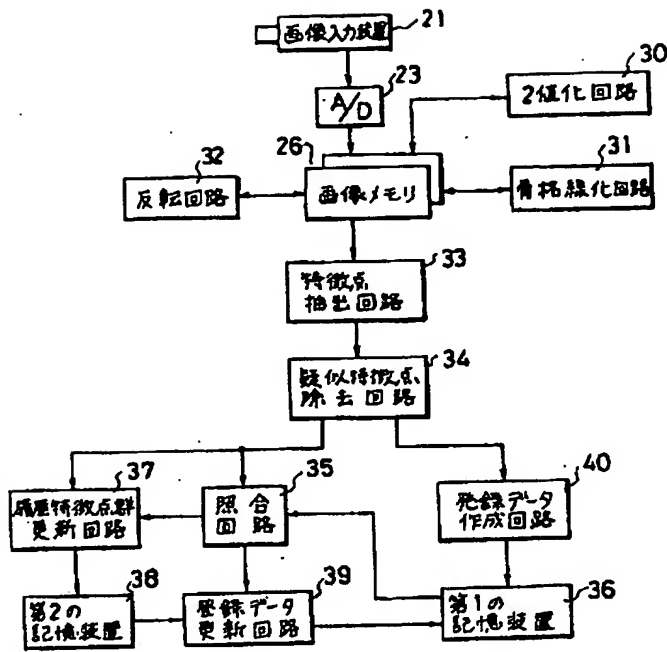 画像入力装置
21
23
A/D
30
2値化回路
26
画像メモリ
32
反転回路
31
骨格線化回路
33
特徴点
抽出回路
34
疑似特徴点
除去回路
37
履歴特徴点群
更新回路
35
照合
回路
40
登録データ
作成回路
38
第2の
記憶装置
39
登録データ
更新回路
36
第1の
記憶装置